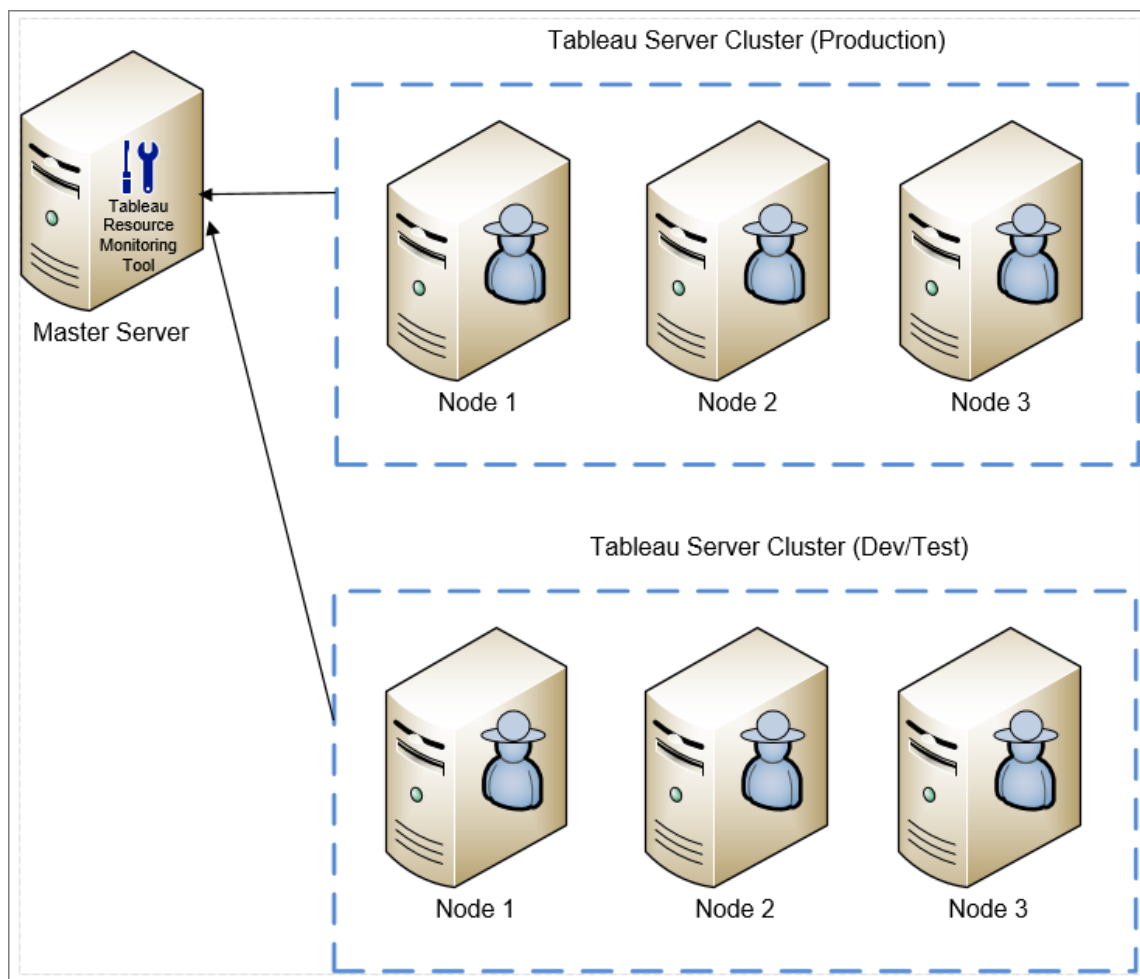 Tableau Server Cluster (Production)
Tableau
Resource
Monitoring
Tool
Master Server
Node 1
Node 2
Node 3
Tableau Server Cluster (Dev/Test)
Node 1
Node 2
Node 3